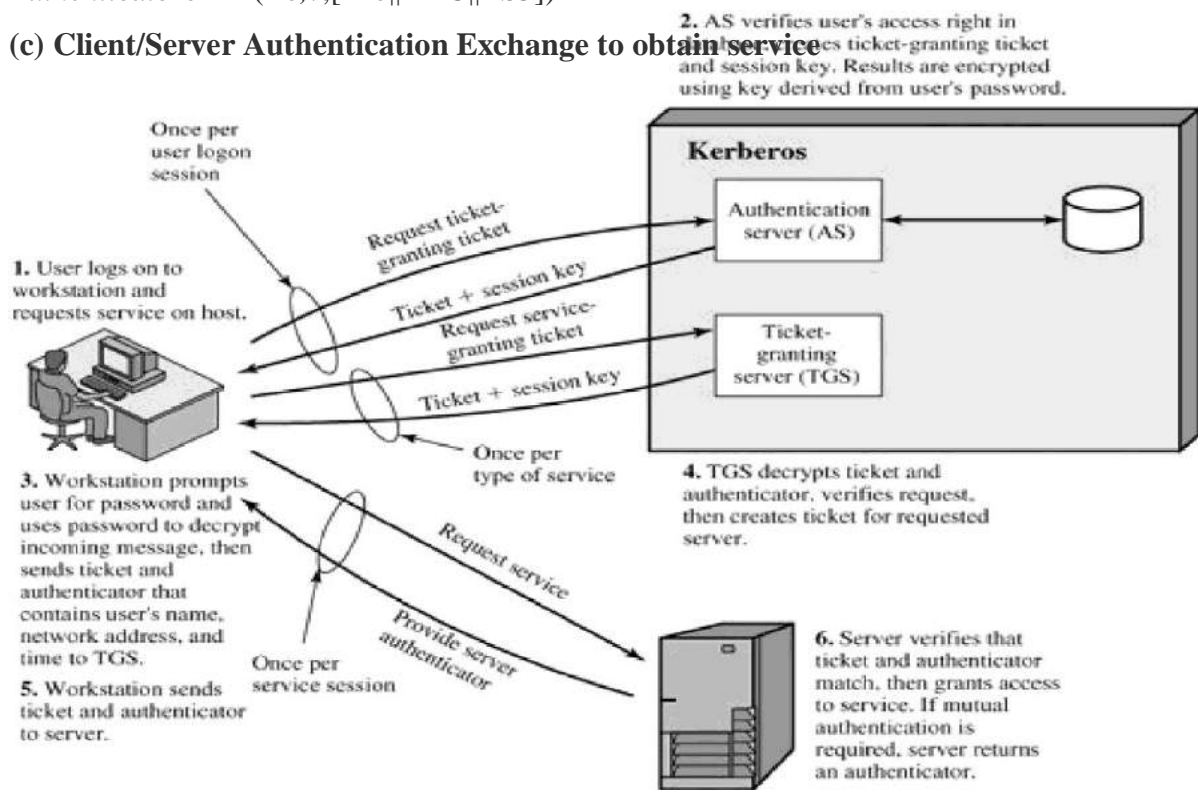 (c) Client/Server Authentication Exchange to obtain service
2. AS verifies user's access right in
creates ticket-granting ticket
and session key. Results are encrypted
using key derived from user's password.
Once per
user logon
session
Kerberos
Authentication
server (AS)
Request ticket-
granting ticket
1. User logs on to
workstation and
requests service on host.
Ticket + session key
Request service-
granting ticket
Ticket-
granting
server (TGS)
Ticket + session key
Once per
type of service
3. Workstation prompts
user for password and
uses password to decrypt
incoming message, then
sends ticket and
authenticator that
contains user's name,
network address, and
time to TGS.
4. TGS decrypts ticket and
authenticator, verifies request,
then creates ticket for requested
server.
Request service
Provide server
authenticator
Once per
service session
5. Workstation sends
ticket and authenticator
to server.
6. Server verifies that
ticket and authenticator
match, then grants access
to service. If mutual
authentication is
required, server returns
an authenticator.